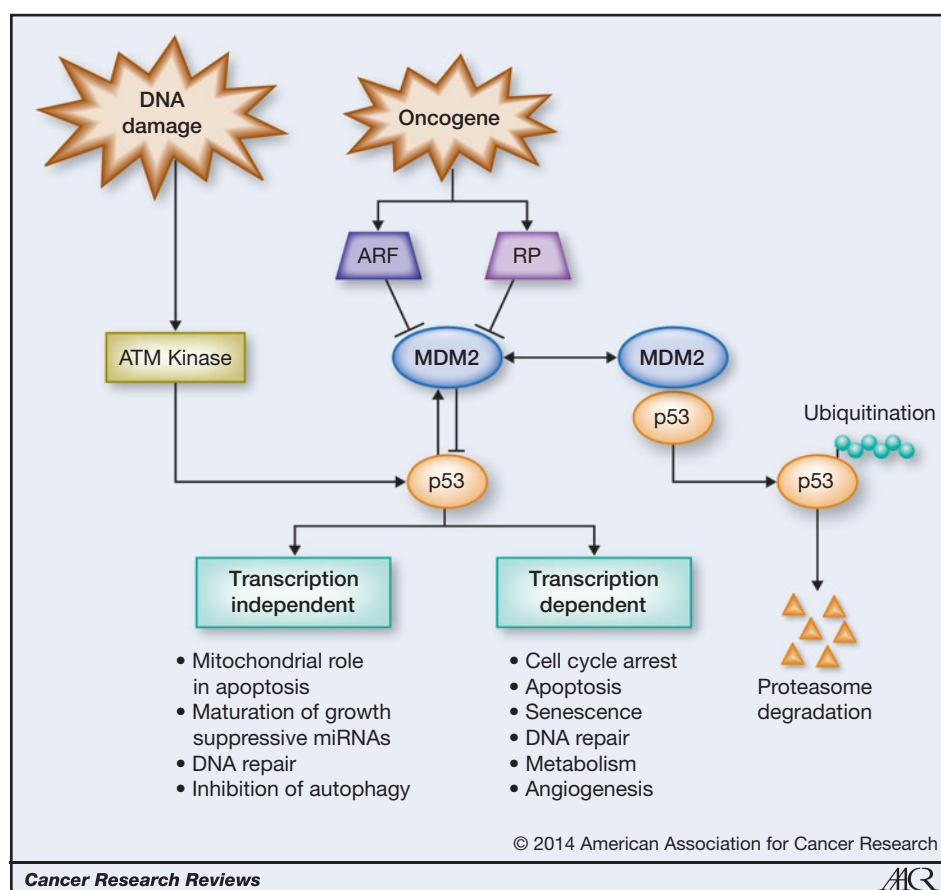 DNA
damage
Oncogene
ARF
RP
ATM Kinase
MDM2
MDM2
p53
Ubiquitination
p53
p53
Transcription
independent
Transcription
dependent
• Mitochondrial role
in apoptosis
• Maturation of growth
suppressive miRNAs
• DNA repair
• Inhibition of autophagy
• Cell cycle arrest
• Apoptosis
• Senescence
• DNA repair
• Metabolism
• Angiogenesis
Proteasome
degradation
© 2014 American Association for Cancer Research
Cancer Research Reviews
AACR